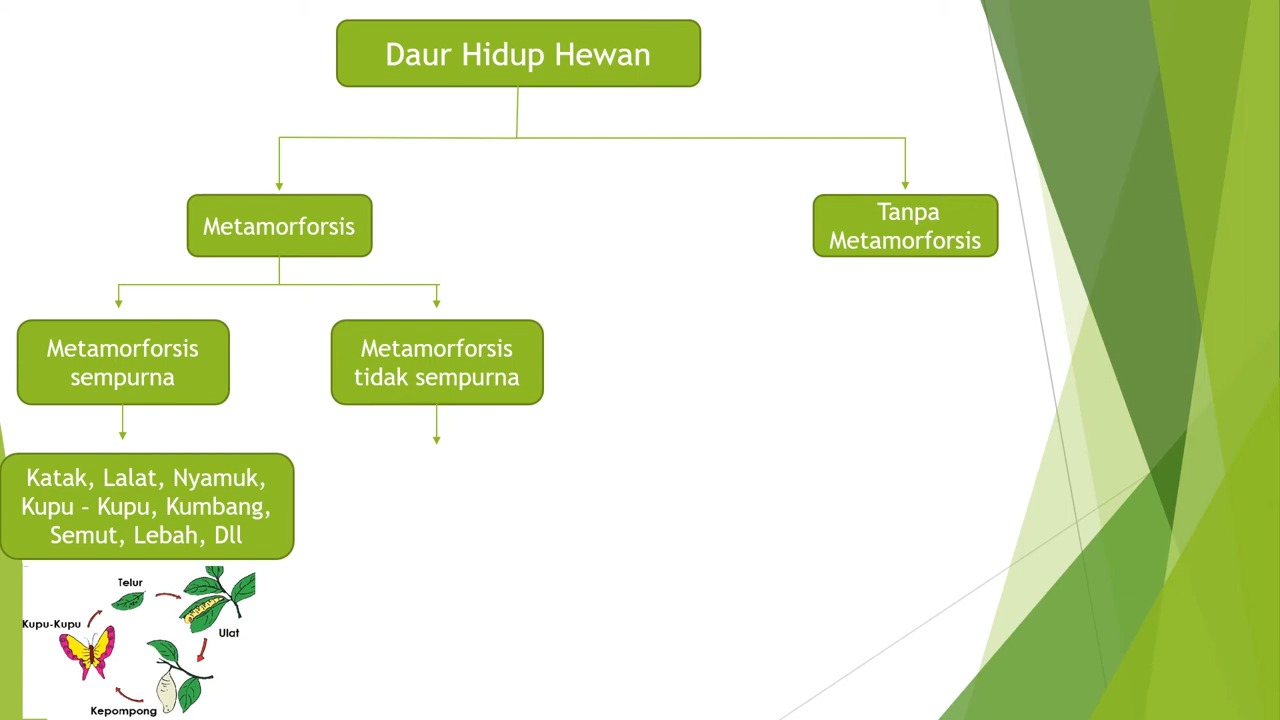 Daur Hidup Hewan
Metamorforsis
Tanpa
Metamorforsis
Metamorforsis
sempurna
Metamorforsis
tidak sempurna
Katak, Lalat, Nyamuk,
Kupu – Kupu, Kumbang,
Semut, Lebah, Dll
Telur
Kupu-Kupu
Ulat
Kepompong